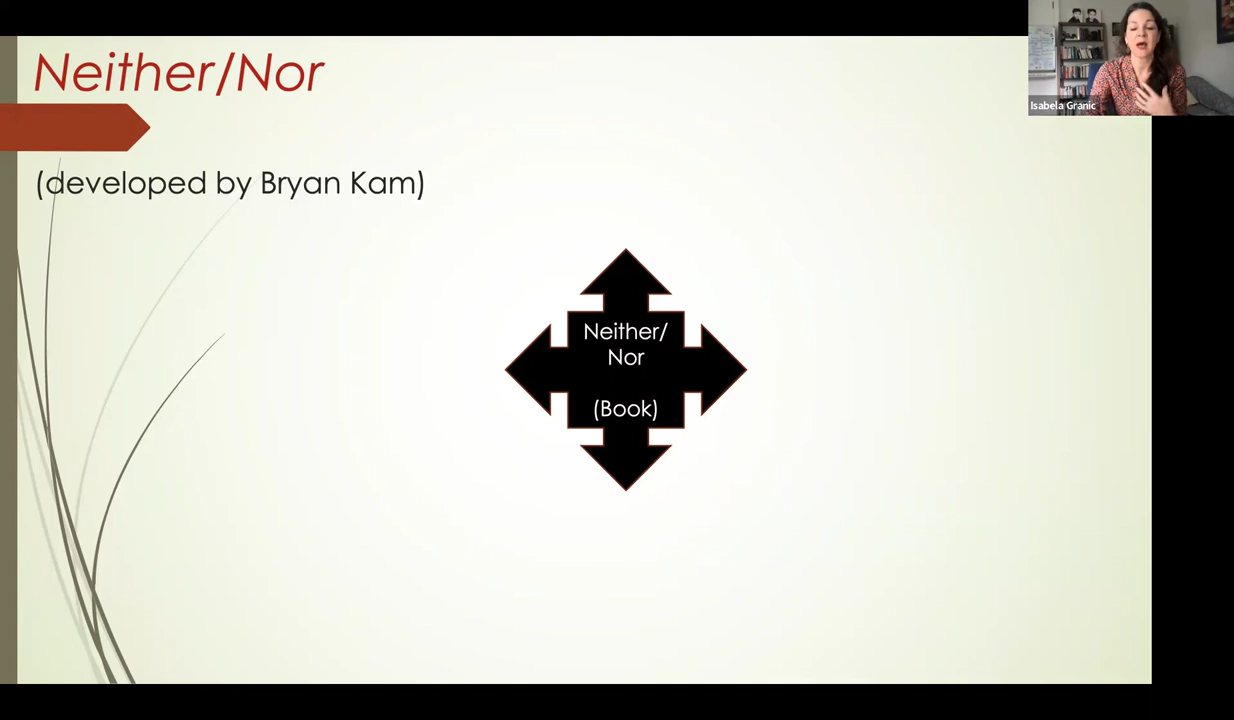 Neither/Nor
Isabela Granic
(developed by Bryan Kam)
Neither/
Nor
(Book)